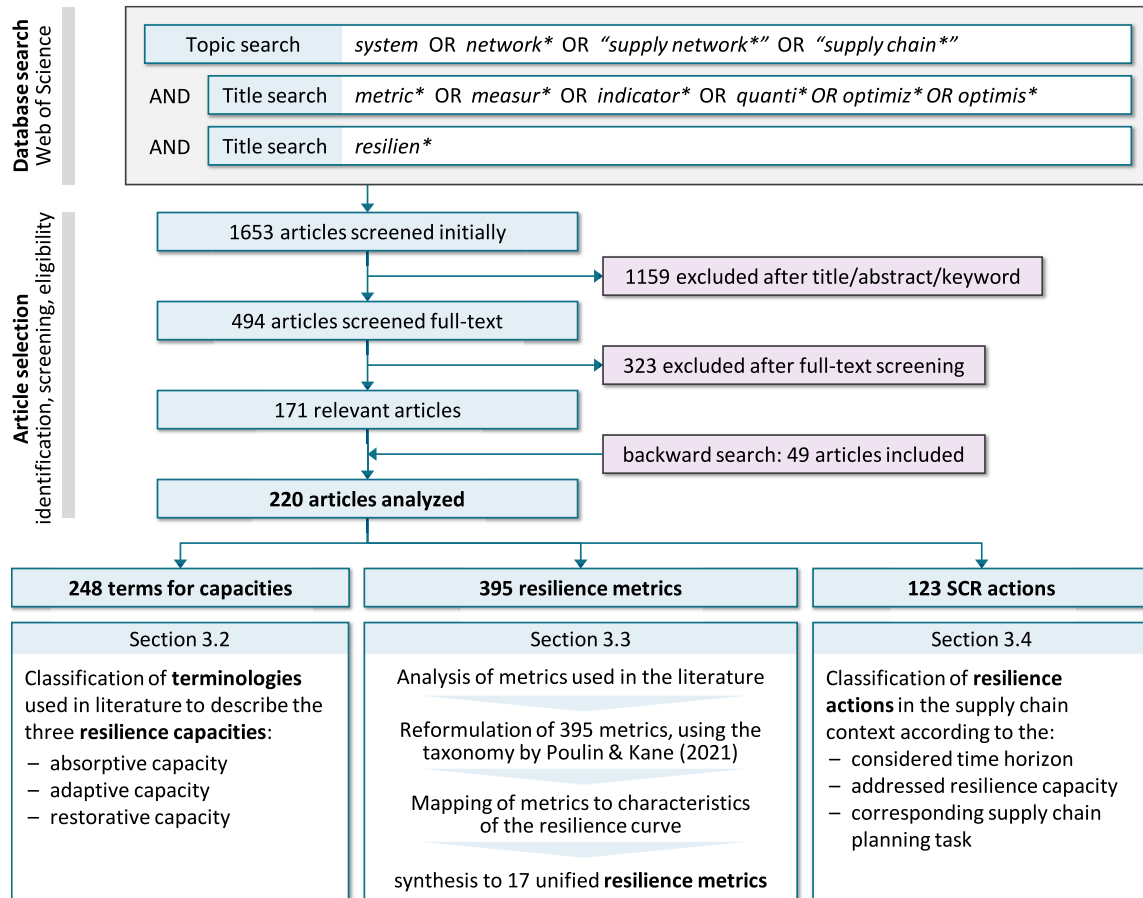 Database search
Web of Science
Topic search
system OR network* OR “supply network*” OR “supply chain*”
AND
Title search
metric* OR measur* OR indicator* OR quanti* OR optimiz* OR optimis*
AND
Title search
resilien*
Article selection
identification, screening, eligibility
1653 articles screened initially
1159 excluded after title/abstract/keyword
494 articles screened full-text
323 excluded after full-text screening
171 relevant articles
backward search: 49 articles included
220 articles analyzed
248 terms for capacities
Section 3.2
Classification of terminologies
used in literature to describe the
three resilience capacities:
– absorptive capacity
– adaptive capacity
– restorative capacity
395 resilience metrics
Section 3.3
Analysis of metrics used in the literature
Reformulation of 395 metrics, using the
taxonomy by Poulin & Kane (2021)
Mapping of metrics to characteristics
of the resilience curve
synthesis to 17 unified resilience metrics
123 SCR actions
Section 3.4
Classification of resilience
actions in the supply chain
context according to the:
– considered time horizon
– addressed resilience capacity
– corresponding supply chain
planning task